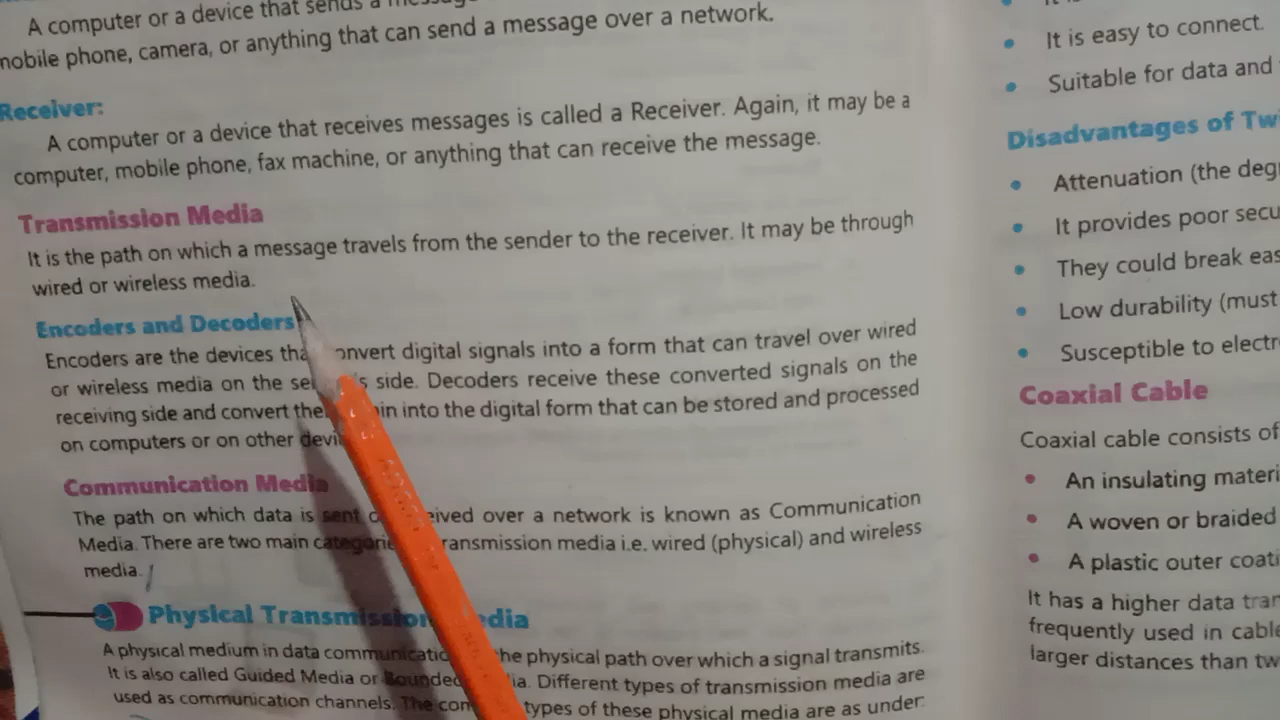 A computer or a device that sends a message
mobile phone, camera, or anything that can send a message over a network.
Receiver:
A computer or a device that receives messages is called a Receiver. Again, it may be a
computer, mobile phone, fax machine, or anything that can receive the message.
Transmission Media
It is the path on which a message travels from the sender to the receiver. It may be through
wired or wireless media.
Encoders and Decoders
Encoders are the devices tha onvert digital signals into a form that can travel over wired
or wireless media on the se s side. Decoders receive these converted signals on the
receiving side and convert the in into the digital form that can be stored and processed
on computers or on other devi
Communication Media
The path on which data is sent o eived over a network is known as Communication
Media. There are two main categorie ransmission media i.e. wired (physical) and wireless
media.
Physical Transmission edia
A physical medium in data communicatio he physical path over which a signal transmits.
It is also called Guided Media or Bounded ia. Different types of transmission media are
used as communication channels. The com types of these physical media are as under:
It is easy to connect.
Suitable for data and
Disadvantages of Tw
Attenuation (the deg
It provides poor secu
They could break eas
Low durability (must
Susceptible to electr
Coaxial Cable
Coaxial cable consists of
An insulating materi
A woven or braided
A plastic outer coati
It has a higher data tran
frequently used in cable
larger distances than tw